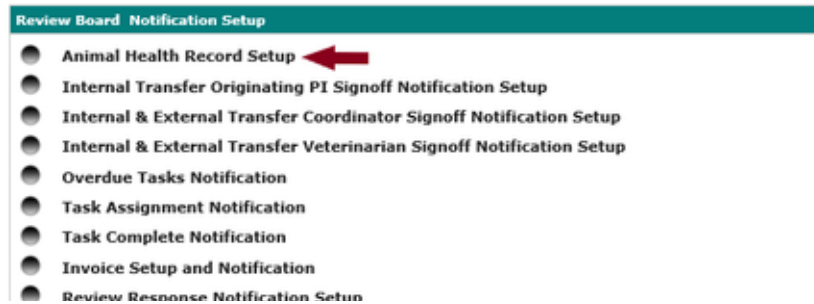 Review Board Notification Setup
Animal Health Record Setup
Internal Transfer Originating PI Signoff Notification Setup
Internal & External Transfer Coordinator Signoff Notification Setup
Internal & External Transfer Veterinarian Signoff Notification Setup
Overdue Tasks Notification
Task Assignment Notification
Task Complete Notification
Invoice Setup and Notification
Review Response Notification Setup